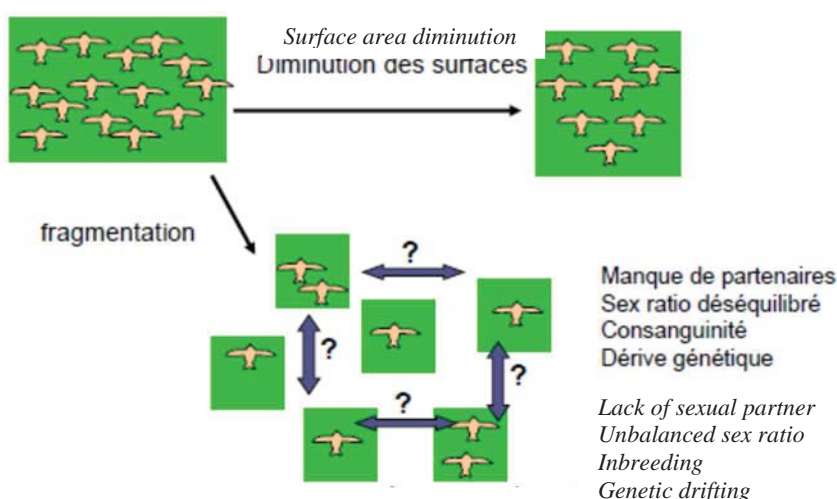 Surface area diminution
Diminution des surfaces
fragmentation
?
?
?
?
Manque de partenaires
Sex ratio déséquilibré
Consanguinité
Dérive génétique
Lack of sexual partner
Unbalanced sex ratio
Inbreeding
Genetic drifting